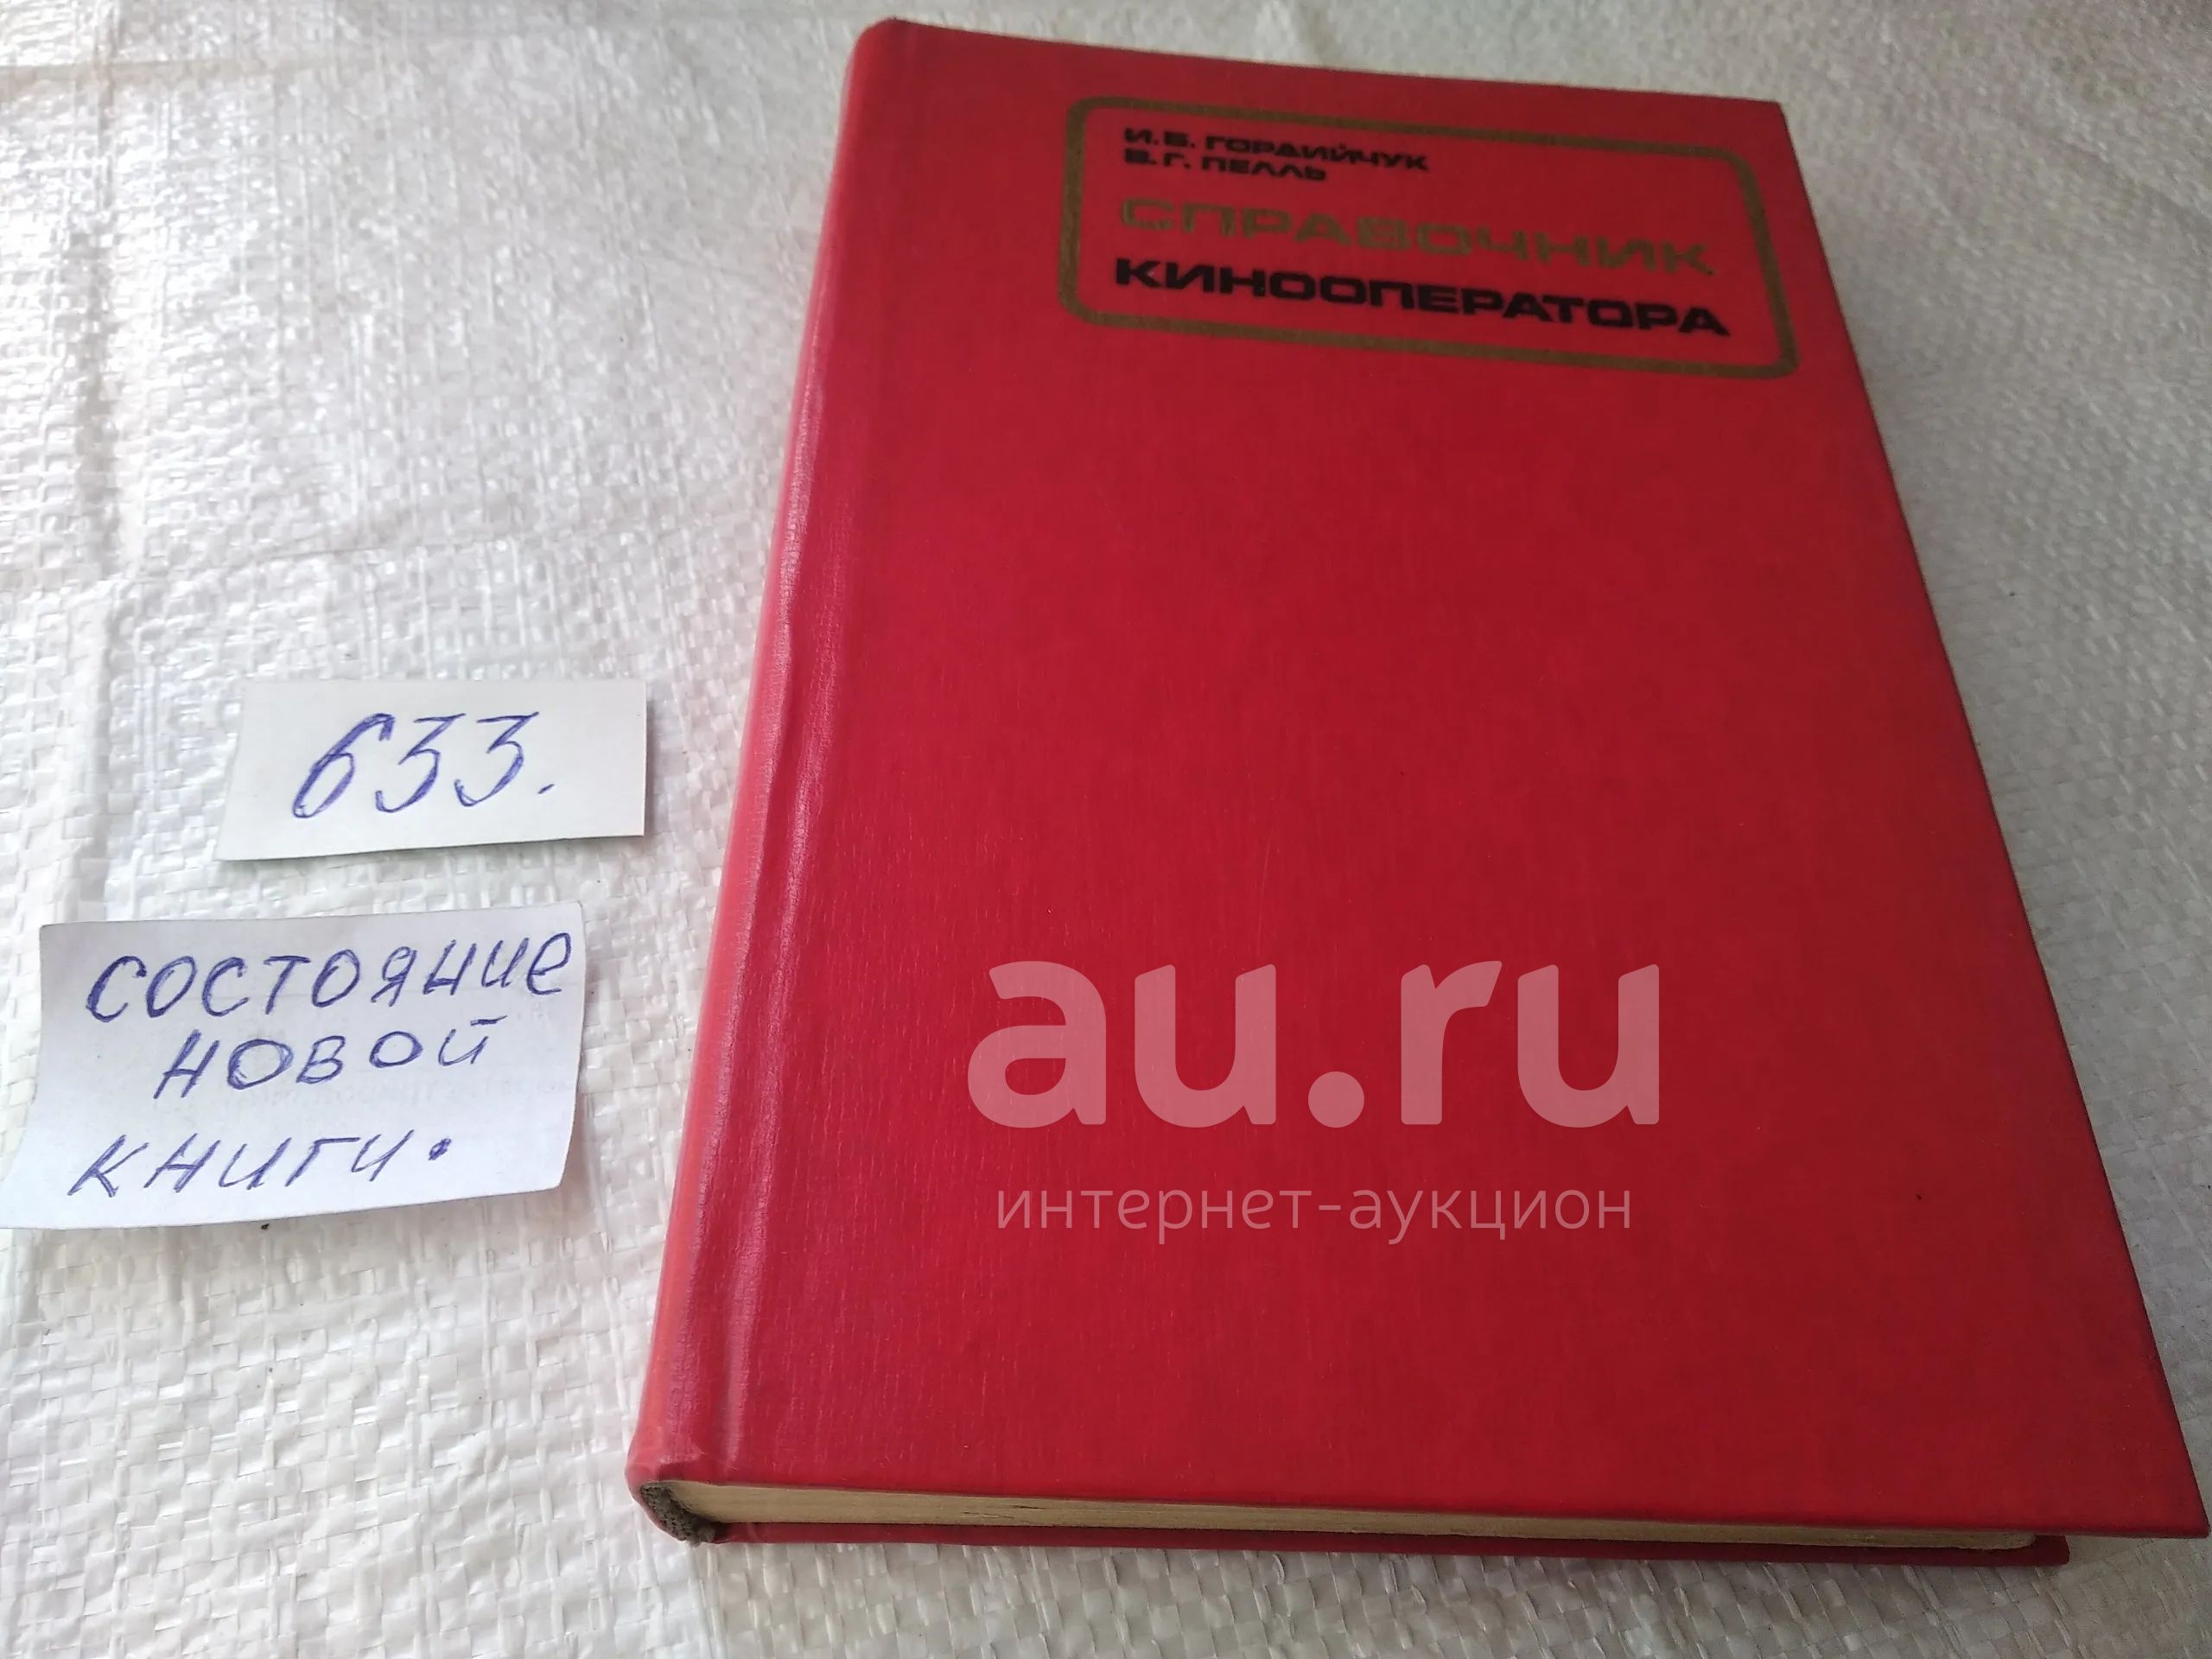 И.Б. ГОРДИЙЧУК
В.Г. ПЕЛЛЬ
СПРАВОЧНИК
КИНООПЕРАТОРА
633.
СОСТОЯНИЕ
НОВОЙ
КНИГИ.
au.ru
интернет-аукцион